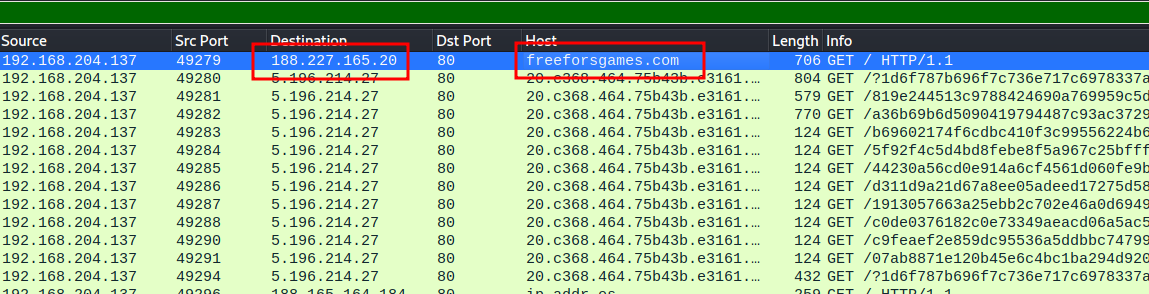 Source Src Port Destination Dst Port Host Length Info
192.168.204.137 49279 188.227.165.20 80 freeforsgames.com 706 GET / HTTP/1.1
192.168.204.137 49280 5.196.214.27 80 20.c368.464.75b43b.e3161.… 804 GET /?1d6f787b696f7c736e717c6978337a
192.168.204.137 49281 5.196.214.27 80 20.c368.464.75b43b.e3161.… 579 GET /819e244513c9788424690a769959c5d
192.168.204.137 49282 5.196.214.27 80 20.c368.464.75b43b.e3161.… 770 GET /a36b69b6d5090419794487c93ac3729
192.168.204.137 49283 5.196.214.27 80 20.c368.464.75b43b.e3161.… 124 GET /b69602174f6cdbc410f3c99556224b6
192.168.204.137 49284 5.196.214.27 80 20.c368.464.75b43b.e3161.… 124 GET /5f92f4c5d4bd8febe8f5a967c25bfff
192.168.204.137 49285 5.196.214.27 80 20.c368.464.75b43b.e3161.… 124 GET /44230a56cd0e914a6cf4561d060fe9b
192.168.204.137 49286 5.196.214.27 80 20.c368.464.75b43b.e3161.… 124 GET /d311d9a21d67a8ee05adeed17275d58
192.168.204.137 49287 5.196.214.27 80 20.c368.464.75b43b.e3161.… 124 GET /1913057663a25ebb2c702e46a0d6949
192.168.204.137 49288 5.196.214.27 80 20.c368.464.75b43b.e3161.… 124 GET /c0de0376182c0e73349aeacd06a5ac5
192.168.204.137 49290 5.196.214.27 80 20.c368.464.75b43b.e3161.… 124 GET /c9feaef2e859dc95536a5ddbbc74799
192.168.204.137 49291 5.196.214.27 80 20.c368.464.75b43b.e3161.… 124 GET /07ab8871e120b45e6c4bc1ba294d920
192.168.204.137 49294 5.196.214.27 80 20.c368.464.75b43b.e3161.… 432 GET /?1d6f787b696f7c736e717c6978337a
192.168.204.137 49296 188.165.164.184 80 ip-addr.es 259 GET / HTTP/1.1